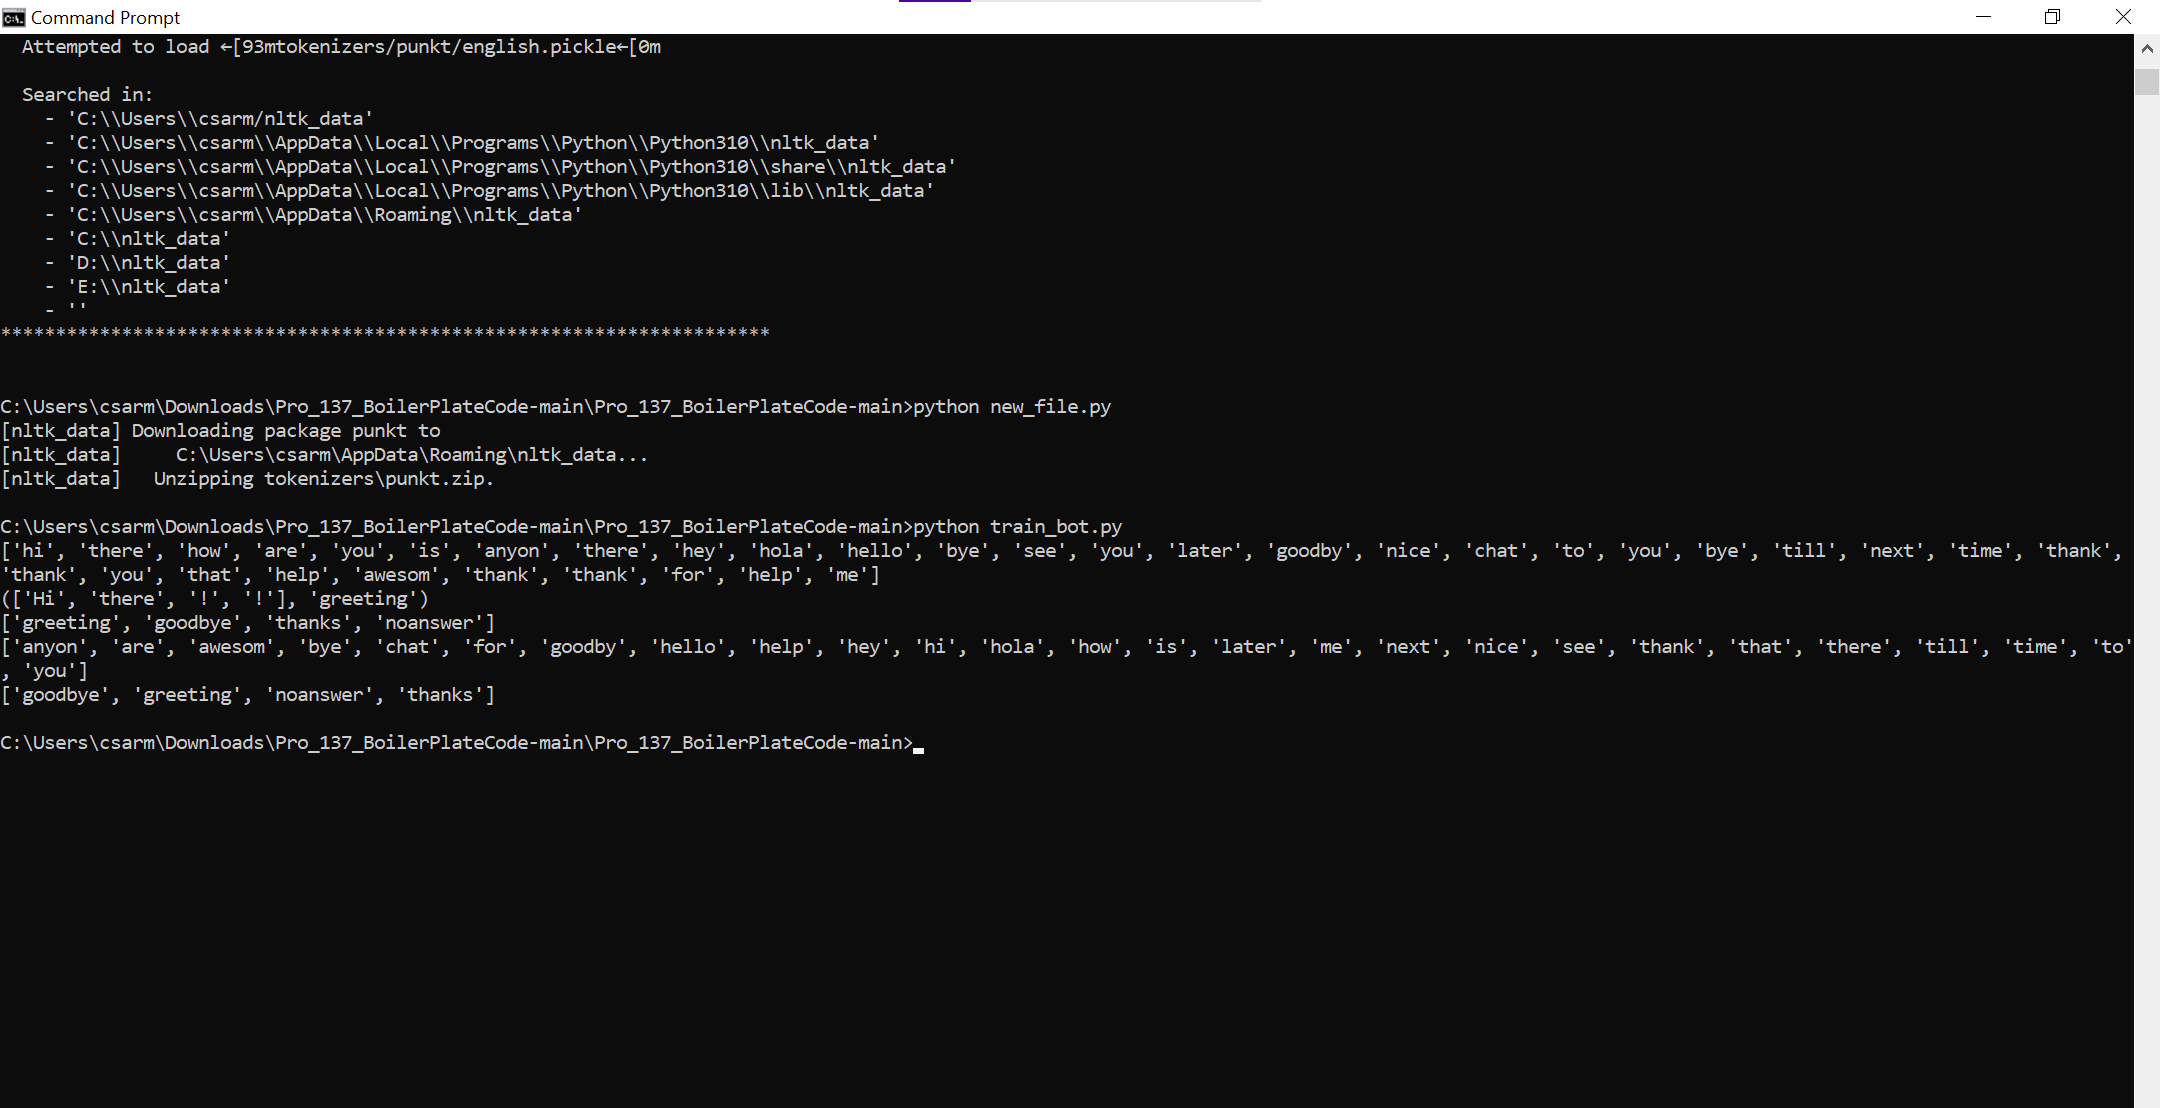 Command Prompt
  Attempted to load ←[93mtokenizers/punkt/english.pickle←[0m
  Searched in:
    - 'C:\\Users\\csarm/nltk_data'
    - 'C:\\Users\\csarm\\AppData\\Local\\Programs\\Python\\Python310\\nltk_data'
    - 'C:\\Users\\csarm\\AppData\\Local\\Programs\\Python\\Python310\\share\\nltk_data'
    - 'C:\\Users\\csarm\\AppData\\Local\\Programs\\Python\\Python310\\lib\\nltk_data'
    - 'C:\\Users\\csarm\\AppData\\Roaming\\nltk_data'
    - 'C:\\nltk_data'
    - 'D:\\nltk_data'
    - 'E:\\nltk_data'
    - ''
**********************************************************************
C:\Users\csarm\Downloads\Pro_137_BoilerPlateCode-main\Pro_137_BoilerPlateCode-main>python new_file.py
[nltk_data] Downloading package punkt to
[nltk_data]     C:\Users\csarm\AppData\Roaming\nltk_data...
[nltk_data]   Unzipping tokenizers\punkt.zip.
C:\Users\csarm\Downloads\Pro_137_BoilerPlateCode-main\Pro_137_BoilerPlateCode-main>python train_bot.py
['hi', 'there', 'how', 'are', 'you', 'is', 'anyon', 'there', 'hey', 'hola', 'hello', 'bye', 'see', 'you', 'later', 'goodby', 'nice', 'chat', 'to', 'you', 'bye', 'till', 'next', 'time', 'thank',
'thank', 'you', 'that', 'help', 'awesom', 'thank', 'thank', 'for', 'help', 'me']
(['Hi', 'there', '!', '!'], 'greeting')
['greeting', 'goodbye', 'thanks', 'noanswer']
['anyon', 'are', 'awesom', 'bye', 'chat', 'for', 'goodby', 'hello', 'help', 'hey', 'hi', 'hola', 'how', 'is', 'later', 'me', 'next', 'nice', 'see', 'thank', 'that', 'there', 'till', 'time', 'to'
, 'you']
['goodbye', 'greeting', 'noanswer', 'thanks']
C:\Users\csarm\Downloads\Pro_137_BoilerPlateCode-main\Pro_137_BoilerPlateCode-main>